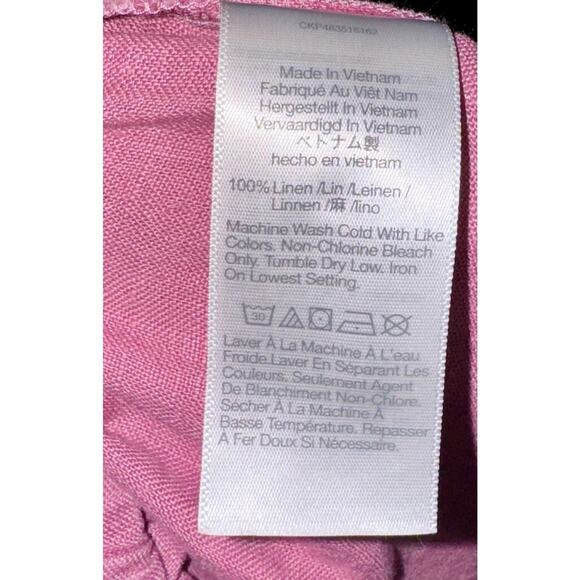 CKP483516162
Made In Vietnam
Fabriqué Au Viêt Nam
Hergestellt In Vietnam
Vervaardigd In Vietnam
ベトナム製
hecho en vietnam
100% Linen /Lin /Leinen /
Linnen /麻 /lino
Machine Wash Cold With Like
Colors. Non-Chlorine Bleach
Only. Tumble Dry Low. Iron
On Lowest Setting.
30
Laver À La Machine À L'eau
Froide Laver En Séparant Les
Couleurs. Seulement Agent
De Blanchiment Non-Chlore.
Sécher À La Machine À
Basse Température. Repasser
À Fer Doux Si Nécessaire.